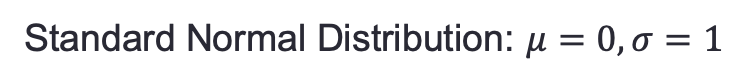 Standard Normal Distribution: μ = 0, σ = 1